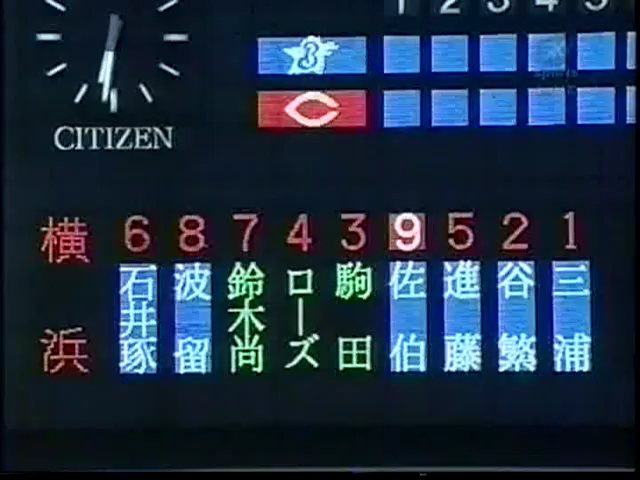 1 2 3 4 5
B
C
CITIZEN
横浜
6 8 7 4 3 9 5 2 1
石井琢
波留
鈴木尚
ローズ
駒田
佐伯
進藤
谷繁
三浦